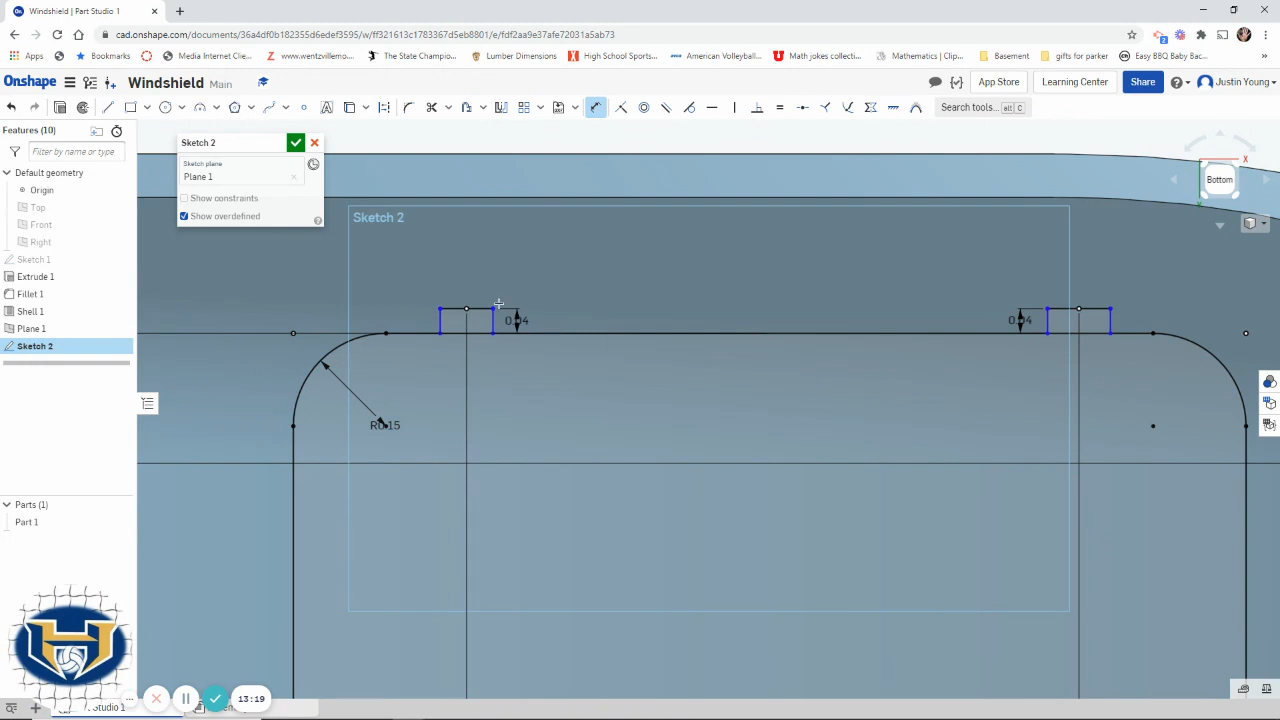 Windshield | Part Studio 1
cad.onshape.com/documents/36a4df0b182355d6edef3595/w/ff321613c1783367d5eb8801/e/fdf2aa9e37afe72031a5ab73
Apps
Bookmarks
Media Internet Clie...
www.wentzvillemo...
The State Champio...
Lumber Dimensions
High School Sports...
American Volleyball...
Math jokes collecti...
Mathematics | Clip...
Basement
gifts for parker
Easy BBQ Baby Bac...
Onshape
Windshield
Main
App Store
Learning Center
Share
Justin Young
Search tools...
alt C
Features (10)
Filter by name or type
Default geometry
Origin
Top
Front
Right
Sketch 1
Extrude 1
Fillet 1
Shell 1
Plane 1
Sketch 2
Parts (1)
Part 1
Sketch 2
Sketch plane
Plane 1
Show constraints
Show overdefined
Sketch 2
X
Bottom
R0.15
13:19
Studio 1